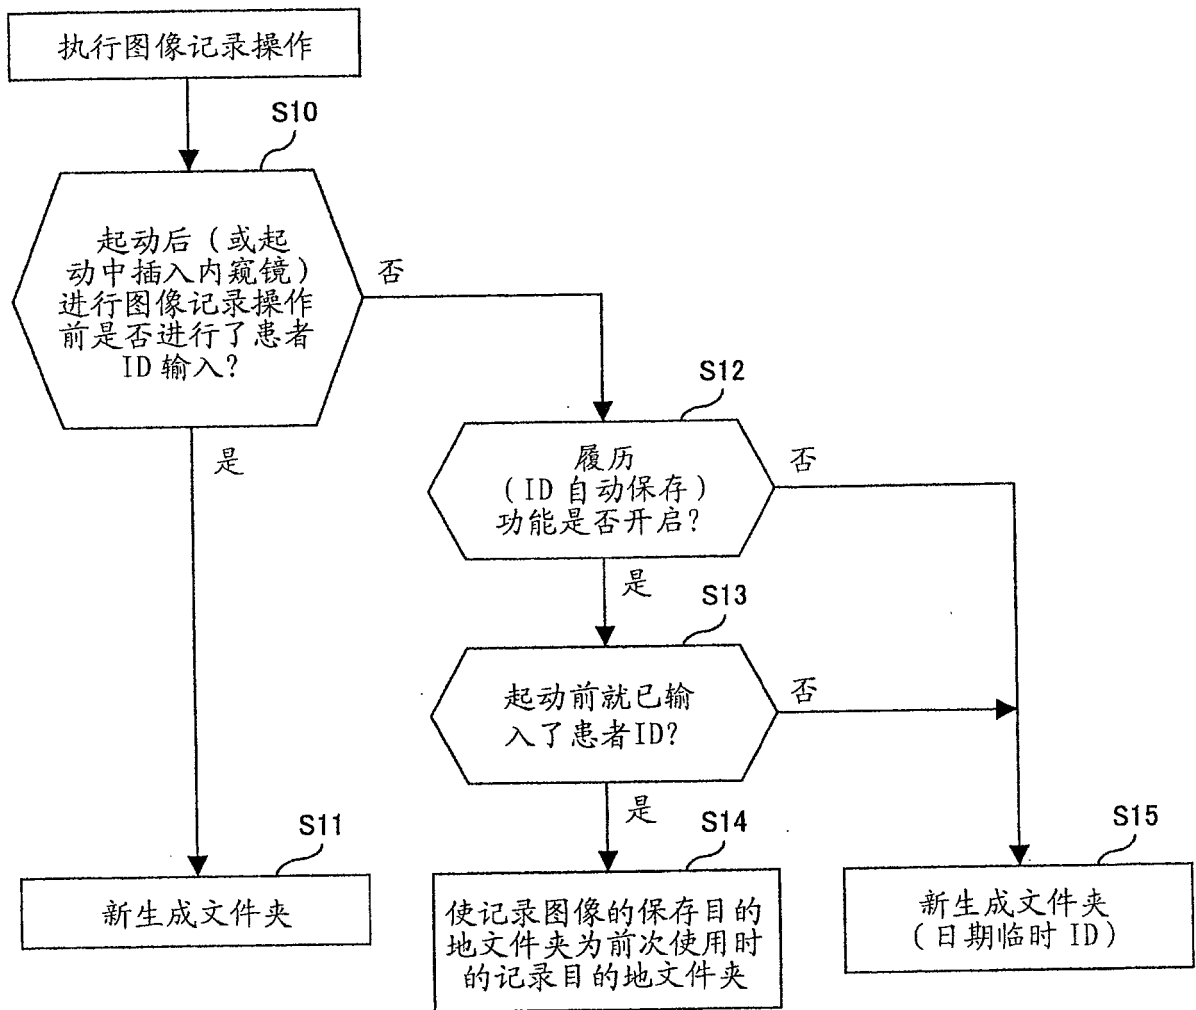 执行图像记录操作
S10
起动后（或起
动中插入内窥镜）
进行图像记录操作
前是否进行了患者
ID 输入？
否
是
S12
履历
（ID 自动保存）
功能是否开启？
否
是
S13
起动前就已输
入了患者ID？
否
是
S11
新生成文件夹
S14
使记录图像的保存目的
地文件夹为前次使用时
的记录目的地文件夹
S15
新生成文件夹
（日期临时 ID）